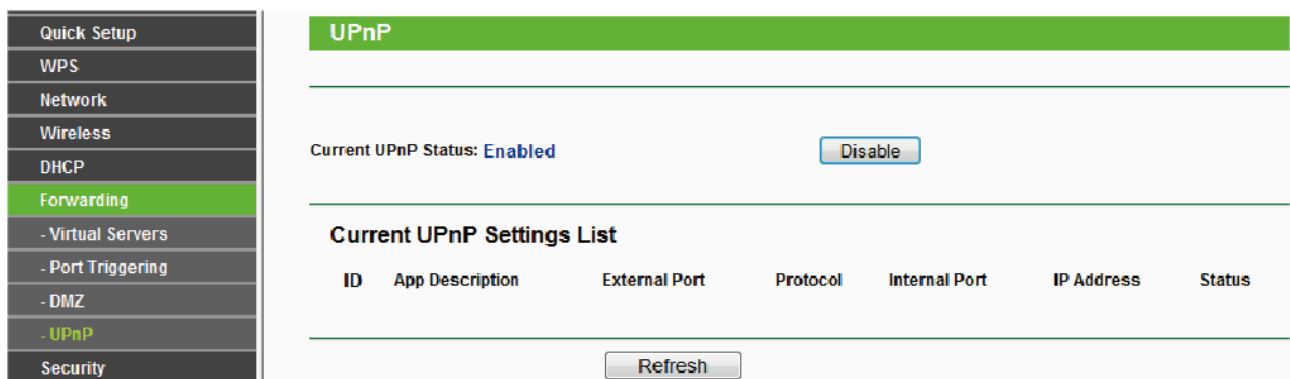 Quick Setup
WPS
Network
Wireless
DHCP
Forwarding
- Virtual Servers
- Port Triggering
- DMZ
- UPnP
Security
UPnP
Current UPnP Status: Enabled Disable
Current UPnP Settings List
ID App Description External Port Protocol Internal Port IP Address Status
Refresh